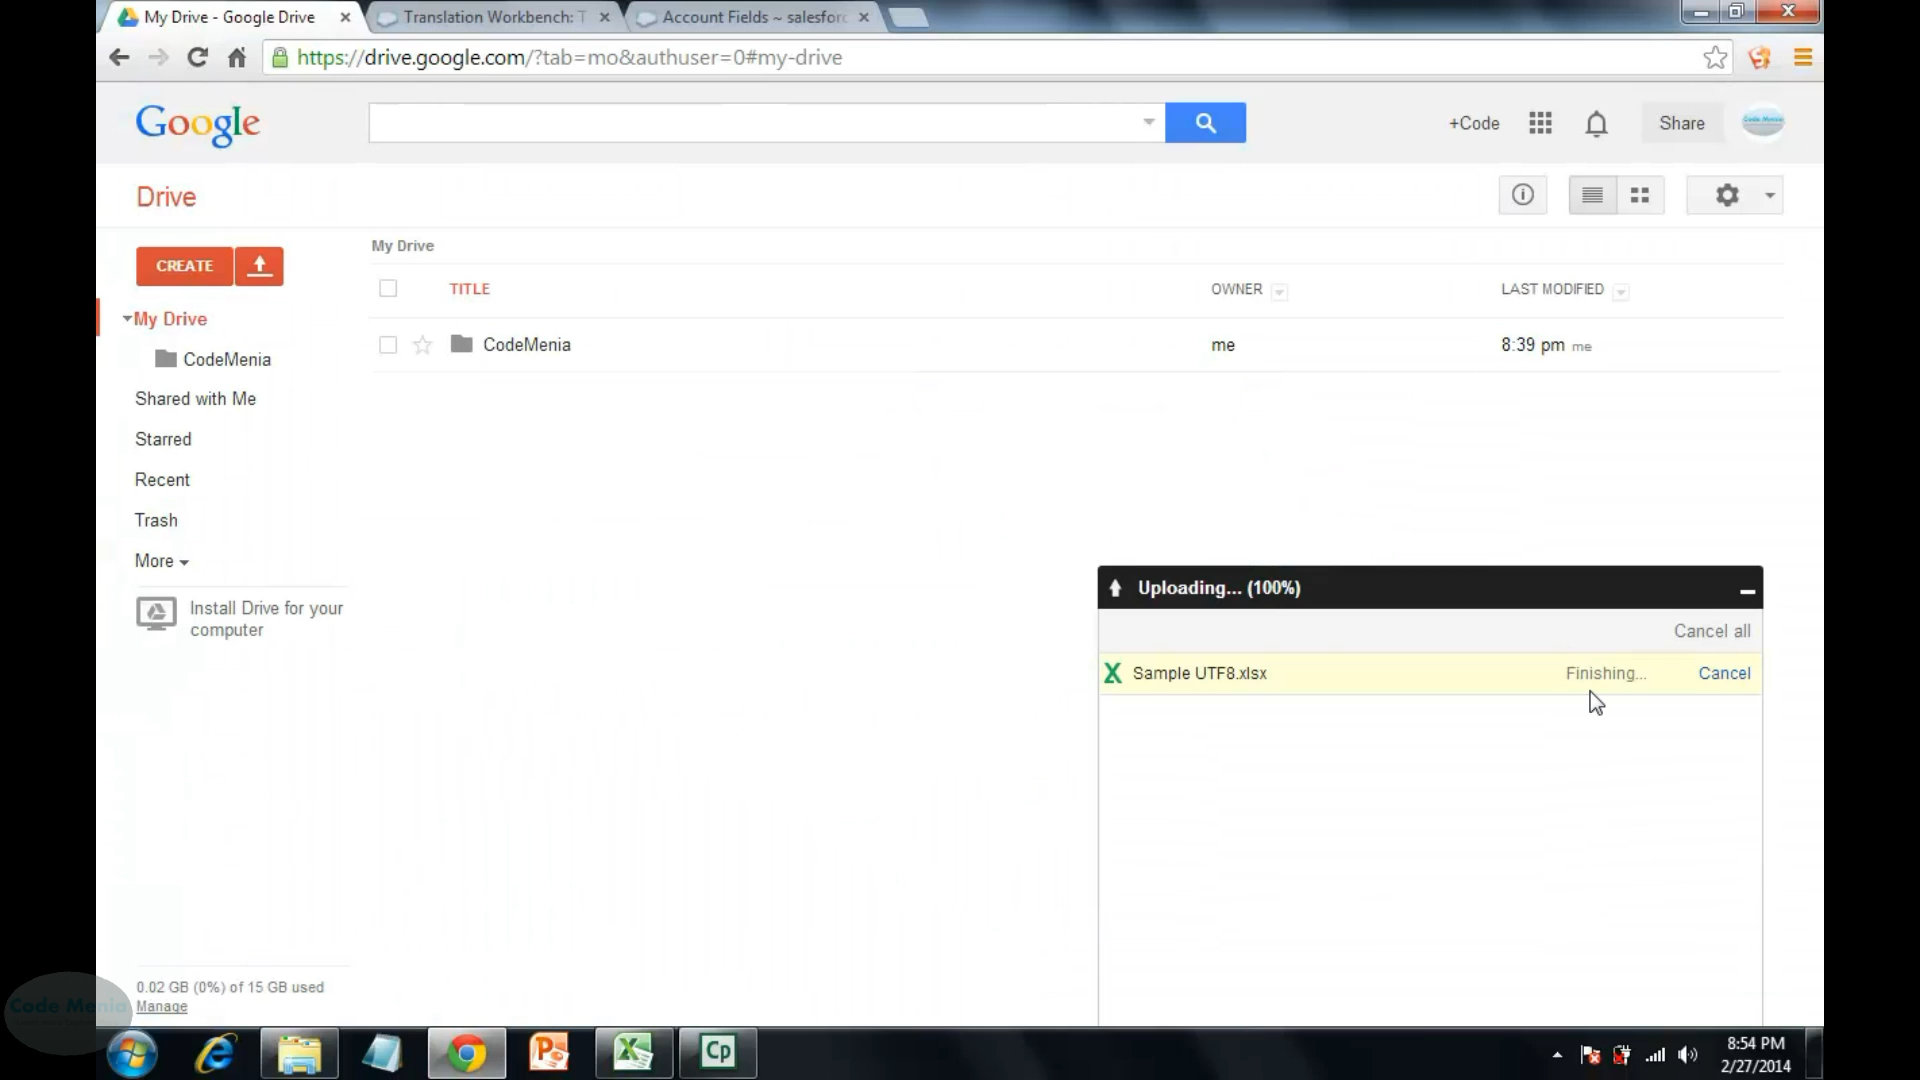 My Drive - Google Drive
Translation Workbench: T
Account Fields ~ salesforc
https://drive.google.com/?tab=mo&authuser=0#my-drive
Google
+Code
Share
Drive
CREATE
My Drive
TITLE
OWNER
LAST MODIFIED
My Drive
CodeMenia
me
8:39 pm me
CodeMenia
Shared with Me
Starred
Recent
Trash
More
Install Drive for your
computer
Uploading... (100%)
Cancel all
Sample UTF8.xlsx
Finishing...
Cancel
0.02 GB (0%) of 15 GB used
Manage
Code Menia
8:54 PM
2/27/2014